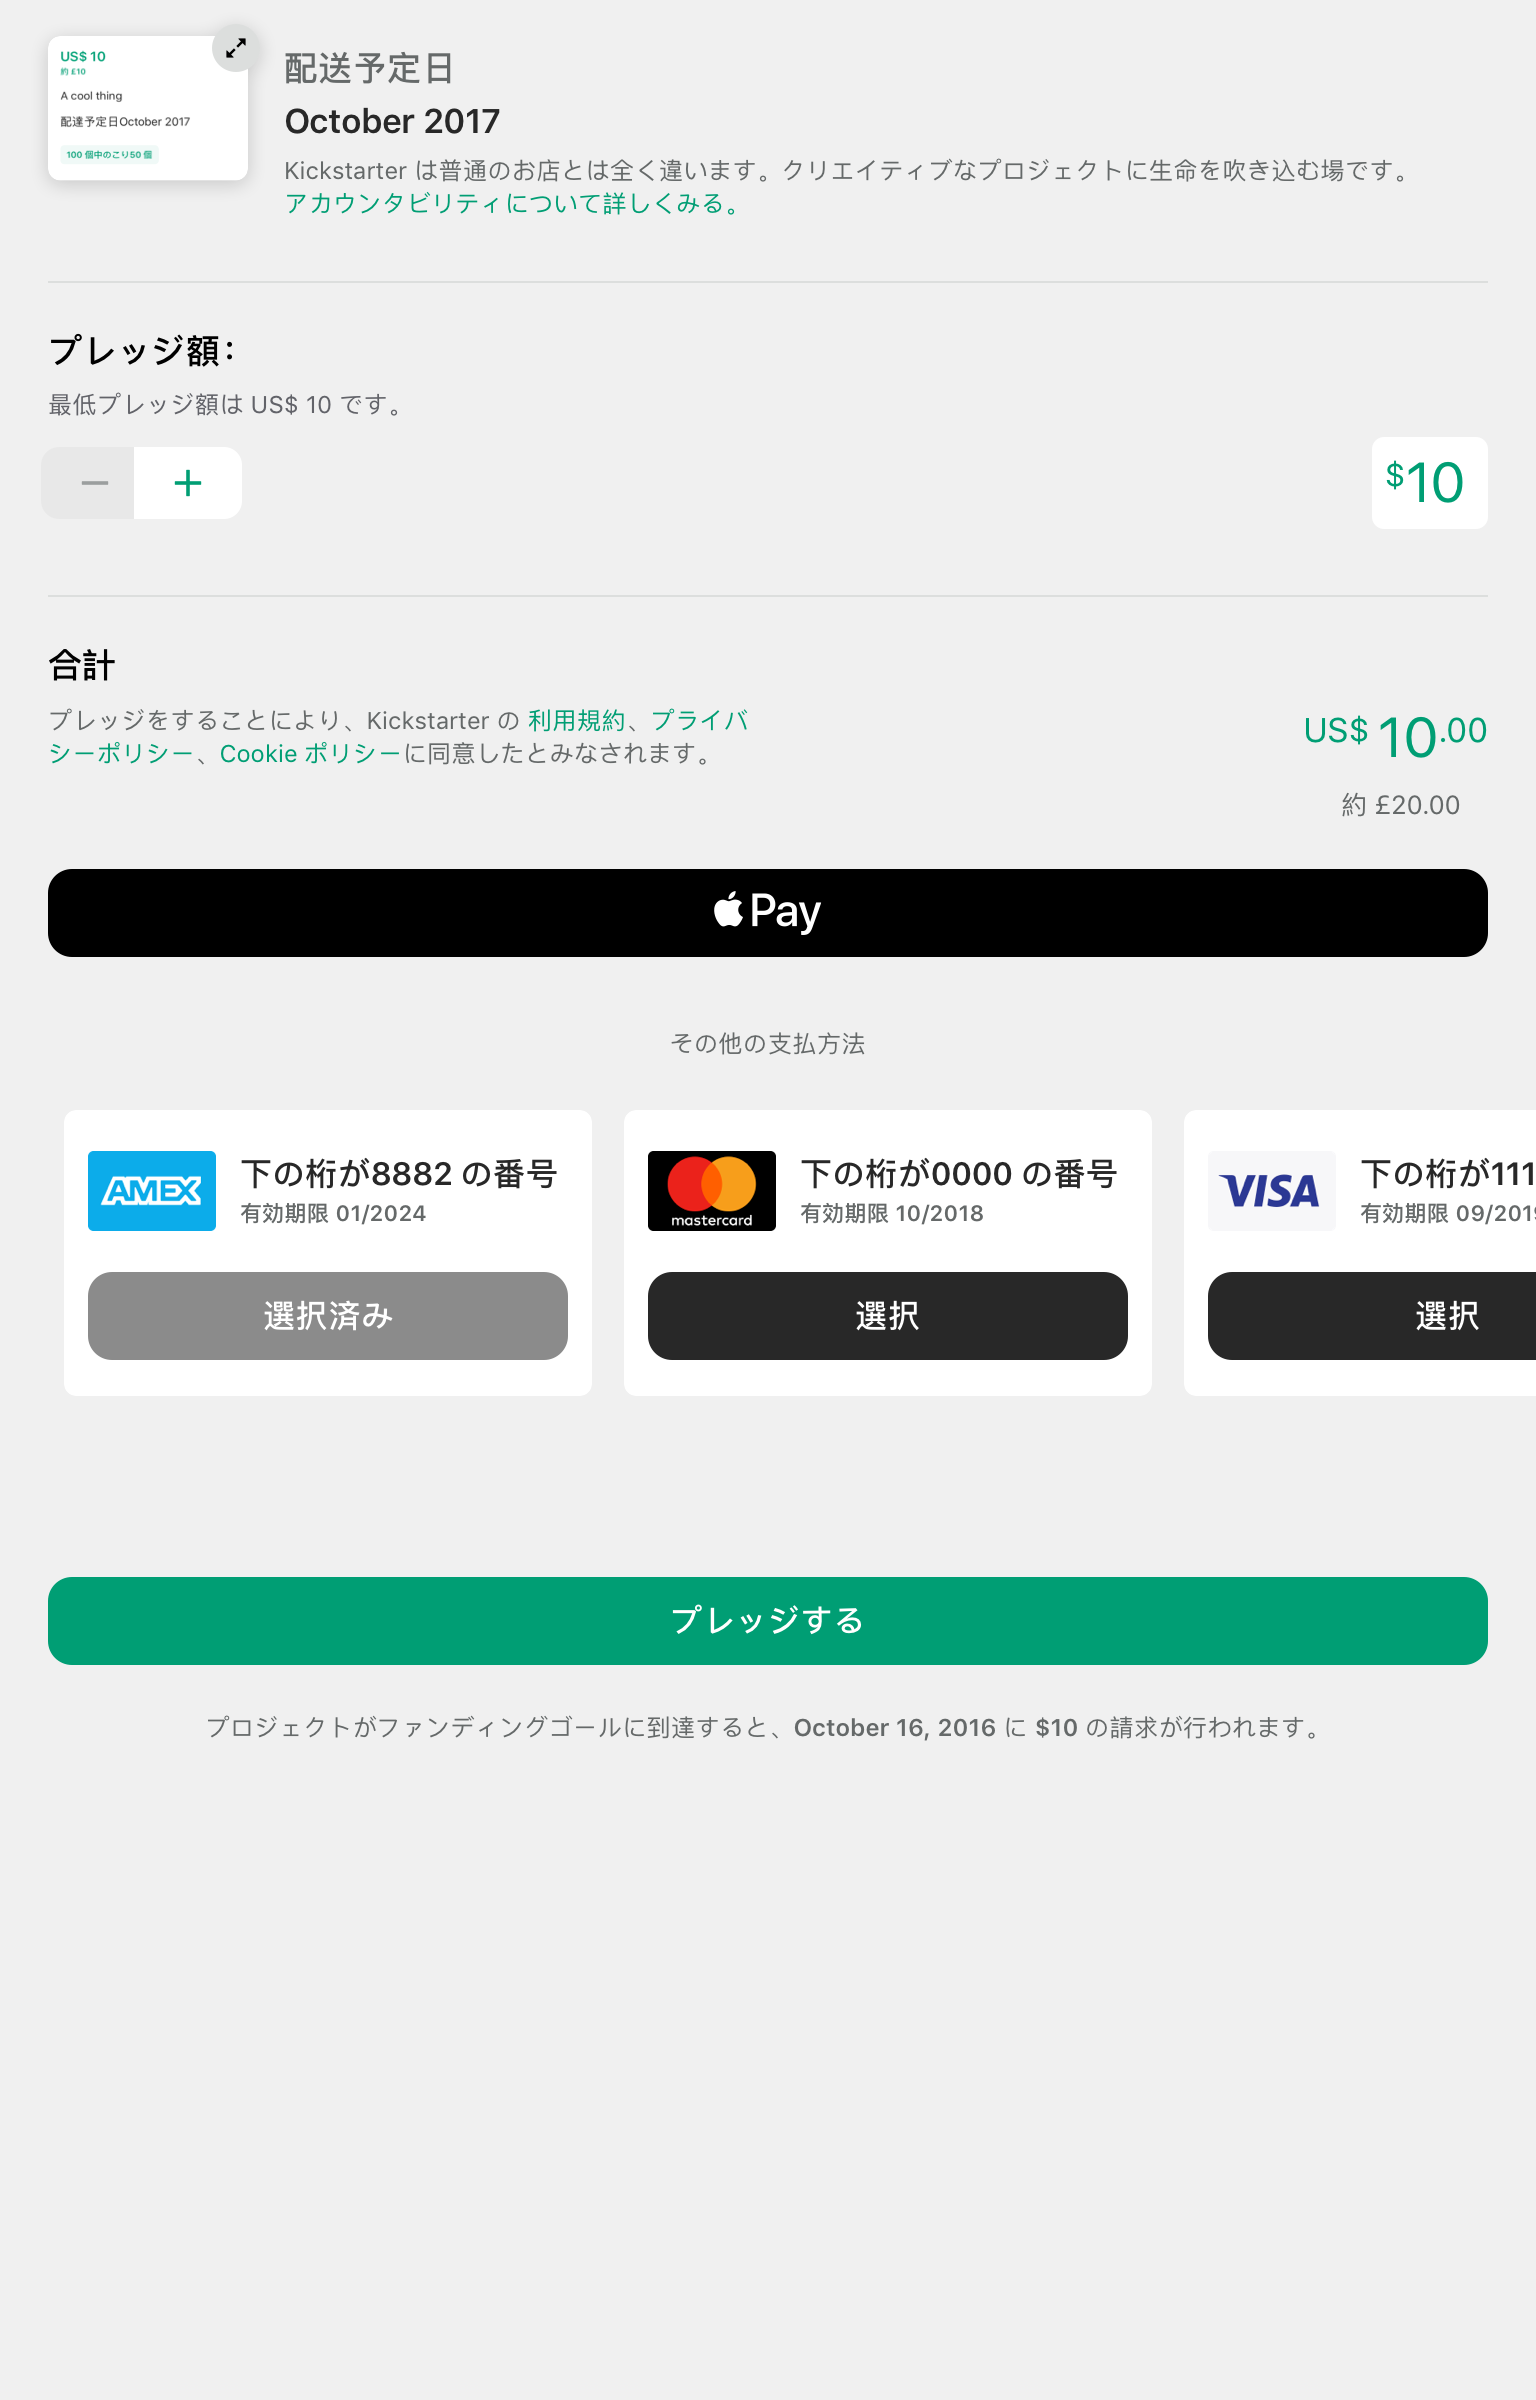 US$ 10
約 £10
A cool thing
配達予定日October 2017
100 個中のこり50 個
配送予定日
October 2017
Kickstarter は普通のお店とは全く違います。クリエイティブなプロジェクトに生命を吹き込む場です。
アカウンタビリティについて詳しくみる。
プレッジ額：
最低プレッジ額は US$ 10 です。
$10
合計
プレッジをすることにより、Kickstarter の 利用規約、プライバ
シーポリシー、Cookie ポリシーに同意したとみなされます。
US$ 10.00
約 £20.00
Pay
その他の支払方法
AMEX
下の桁が8882 の番号
有効期限 01/2024
選択済み
mastercard
下の桁が0000 の番号
有効期限 10/2018
選択
VISA
下の桁が111
有効期限 09/201
選択
プレッジする
プロジェクトがファンディングゴールに到達すると、October 16, 2016 に $10 の請求が行われます。